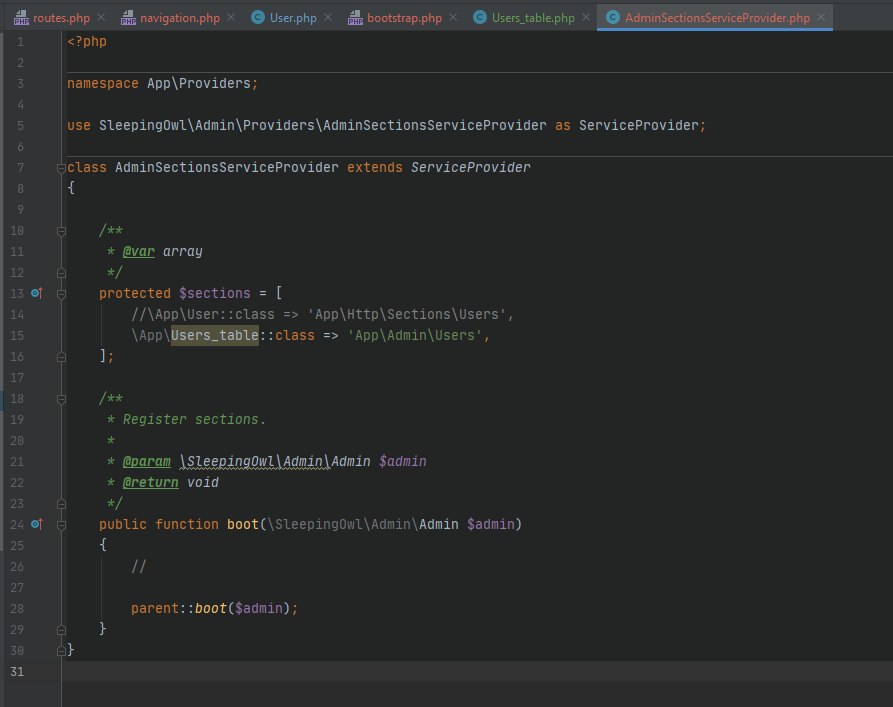 routes.php navigation.php User.php bootstrap.php Users_table.php AdminSectionsServiceProvider.php
1 <?php
2
3 namespace App\Providers;
4
5 use SleepingOwl\Admin\Providers\AdminSectionsServiceProvider as ServiceProvider;
6
7 class AdminSectionsServiceProvider extends ServiceProvider
8 {
9
10 /**
11 * @var array
12 */
13 protected $sections = [
14 //\App\User::class => 'App\Http\Sections\Users',
15 \App\Users_table::class => 'App\Admin\Users',
16 ];
17
18 /**
19 * Register sections.
20 *
21 * @param \SleepingOwl\Admin\Admin $admin
22 * @return void
23 */
24 public function boot(\SleepingOwl\Admin\Admin $admin)
25 {
26 //
27
28 parent::boot($admin);
29 }
30 }
31